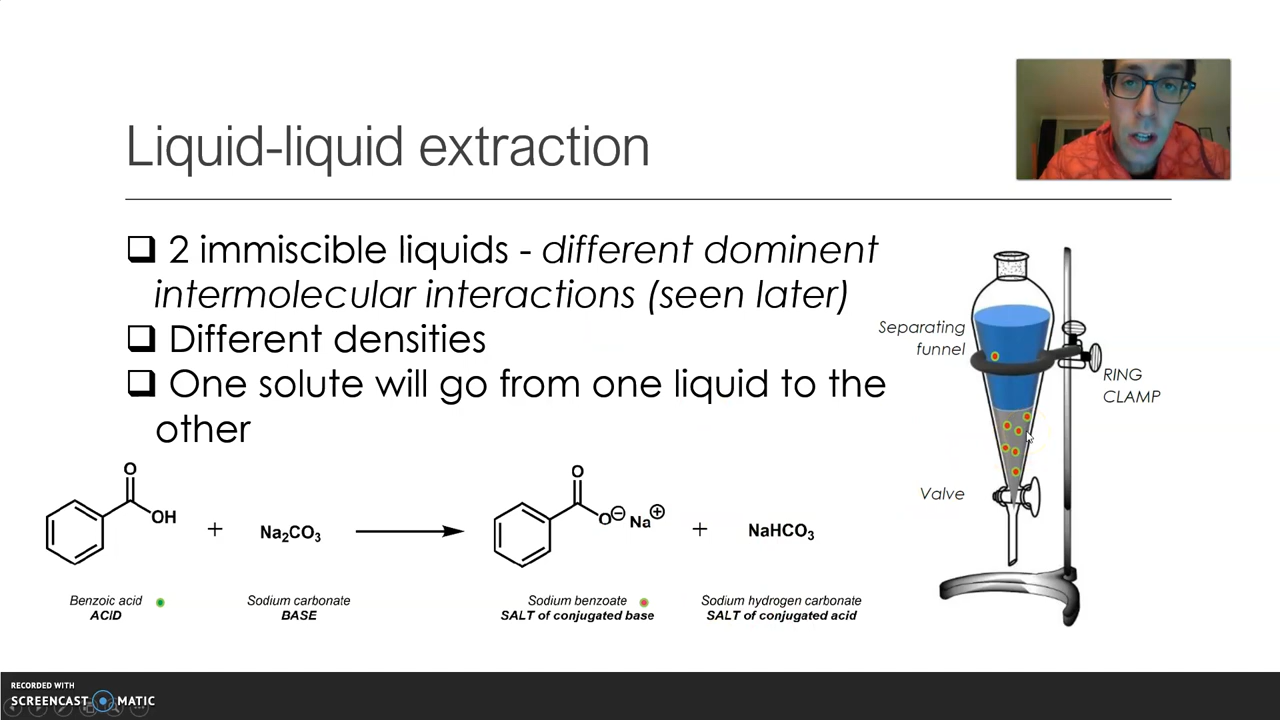 Liquid-liquid extraction
❑ 2 immiscible liquids - different dominent
intermolecular interactions (seen later)
❑ Different densities
❑ One solute will go from one liquid to the
other
Separating
funnel
RING
CLAMP
Valve
O
OH
+
Na₂CO₃
O
O⊖ Na⊕
+
NaHCO₃
Benzoic acid
ACID
Sodium carbonate
BASE
Sodium benzoate
SALT of conjugated base
Sodium hydrogen carbonate
SALT of conjugated acid
RECORDED WITH
SCREENCAST MATIC